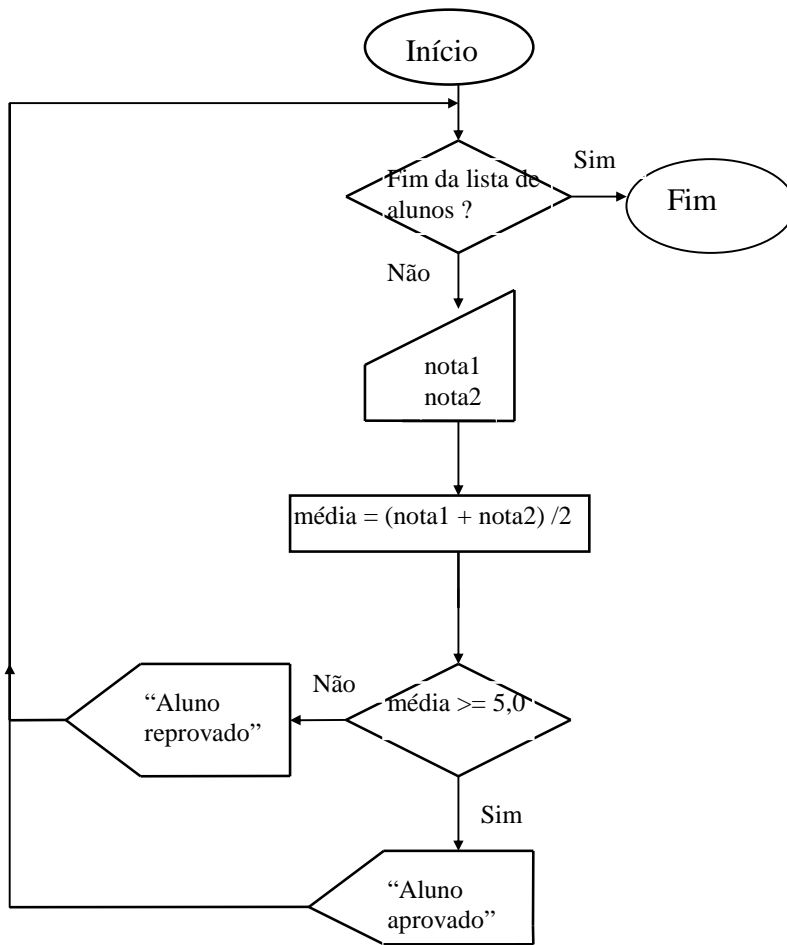 Início
Sim
Fim da lista de
alunos ?
Fim
Não
nota1
nota2
média = (nota1 + nota2) /2
Não
média >= 5,0
“Aluno
reprovado”
Sim
“Aluno
aprovado”